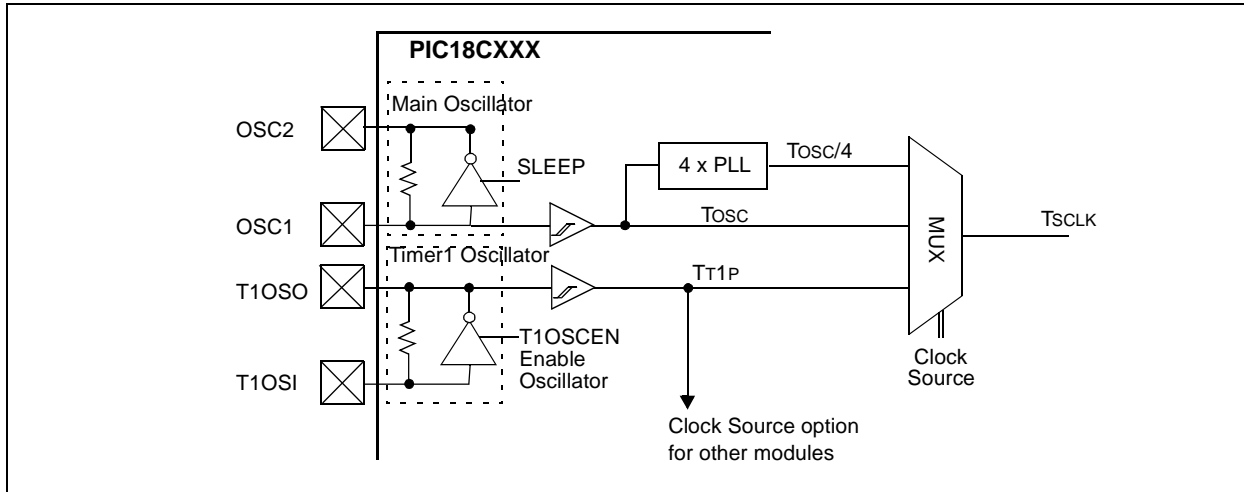 PIC18CXXX
Main Oscillator
OSC2
SLEEP
4 x PLL
TOSC/4
OSC1
TOSC
MUX
TSCLK
Timer1 Oscillator
T1OSO
TT1P
T1OSCEN
Enable
Oscillator
T1OSI
Clock
Source
Clock Source option
for other modules